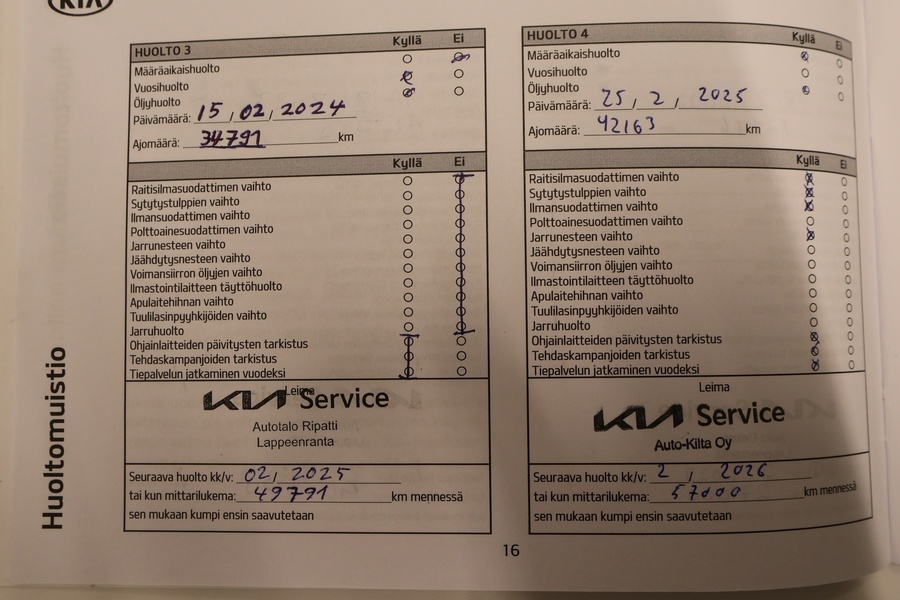 KIA
HUOLTO 3 Kyllä Ei
Määräaikaishuolto
Vuosihuolto
Öljyhuolto
Päivämäärä: 15, 02, 2024
Ajomäärä: 34791 km
Kyllä Ei
Raitisilmasuodattimen vaihto
Sytytystulppien vaihto
Ilmansuodattimen vaihto
Polttoainesuodattimen vaihto
Jarrunesteen vaihto
Jäähdytysnesteen vaihto
Voimansiirron öljyjen vaihto
Ilmastointilaitteen täyttöhuolto
Apulaitehihnan vaihto
Tuulilasinpyyhkijöiden vaihto
Jarruhuolto
Ohjainlaitteiden päivitysten tarkistus
Tehdaskampanjoiden tarkistus
Tiepalvelun jatkaminen vuodeksi
Leima
KIA Service
Autotalo Ripatti
Lappeenranta
Seuraava huolto kk/v: 02, 2025
tai kun mittarilukema: 49791 km mennessä
sen mukaan kumpi ensin saavutetaan
HUOLTO 4 Kyllä Ei
Määräaikaishuolto
Vuosihuolto
Öljyhuolto
Päivämäärä: 25, 2, 2025
Ajomäärä: 42163 km
Kyllä Ei
Raitisilmasuodattimen vaihto
Sytytystulppien vaihto
Ilmansuodattimen vaihto
Polttoainesuodattimen vaihto
Jarrunesteen vaihto
Jäähdytysnesteen vaihto
Voimansiirron öljyjen vaihto
Ilmastointilaitteen täyttöhuolto
Apulaitehihnan vaihto
Tuulilasinpyyhkijöiden vaihto
Jarruhuolto
Ohjainlaitteiden päivitysten tarkistus
Tehdaskampanjoiden tarkistus
Tiepalvelun jatkaminen vuodeksi
Leima
KIA Service
Auto-Kilta Oy
Seuraava huolto kk/v: 2, 2026
tai kun mittarilukema: 57000 km mennessä
sen mukaan kumpi ensin saavutetaan
Huoltomuistio
16